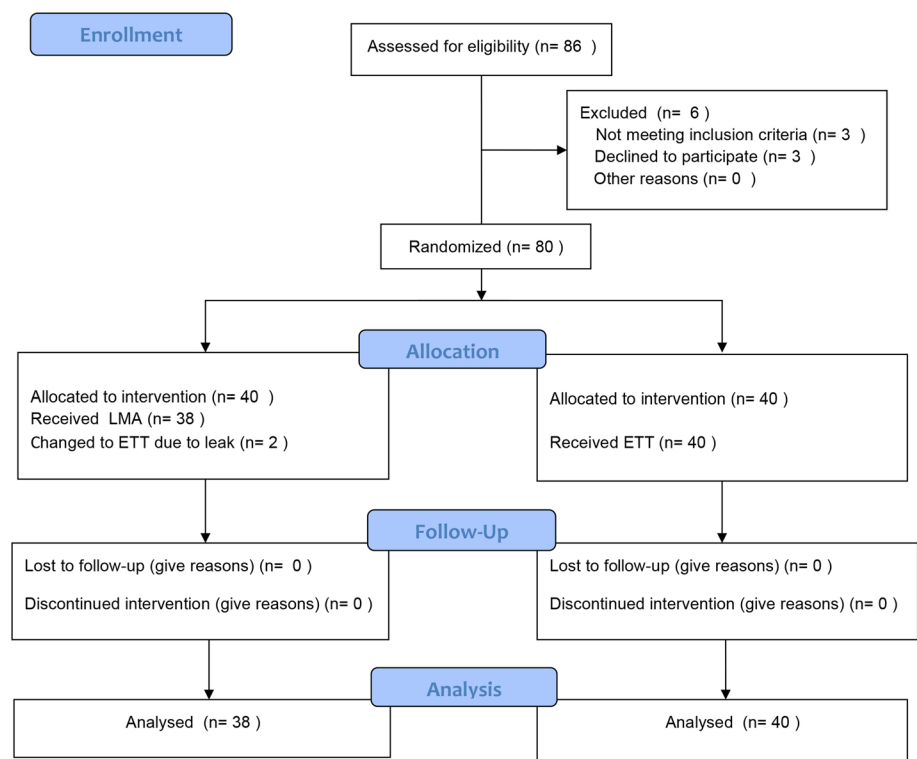 Enrollment
Assessed for eligibility (n= 86 )
Excluded (n= 6 )
Not meeting inclusion criteria (n= 3 )
Declined to participate (n= 3 )
Other reasons (n= 0 )
Randomized (n= 80 )
Allocation
Allocated to intervention (n= 40 )
Received LMA (n= 38 )
Changed to ETT due to leak (n= 2 )
Allocated to intervention (n= 40 )
Received ETT (n= 40 )
Follow-Up
Lost to follow-up (give reasons) (n= 0 )
Discontinued intervention (give reasons) (n= 0 )
Lost to follow-up (give reasons) (n= 0 )
Discontinued intervention (give reasons) (n= 0 )
Analysis
Analysed (n= 38 )
Analysed (n= 40 )